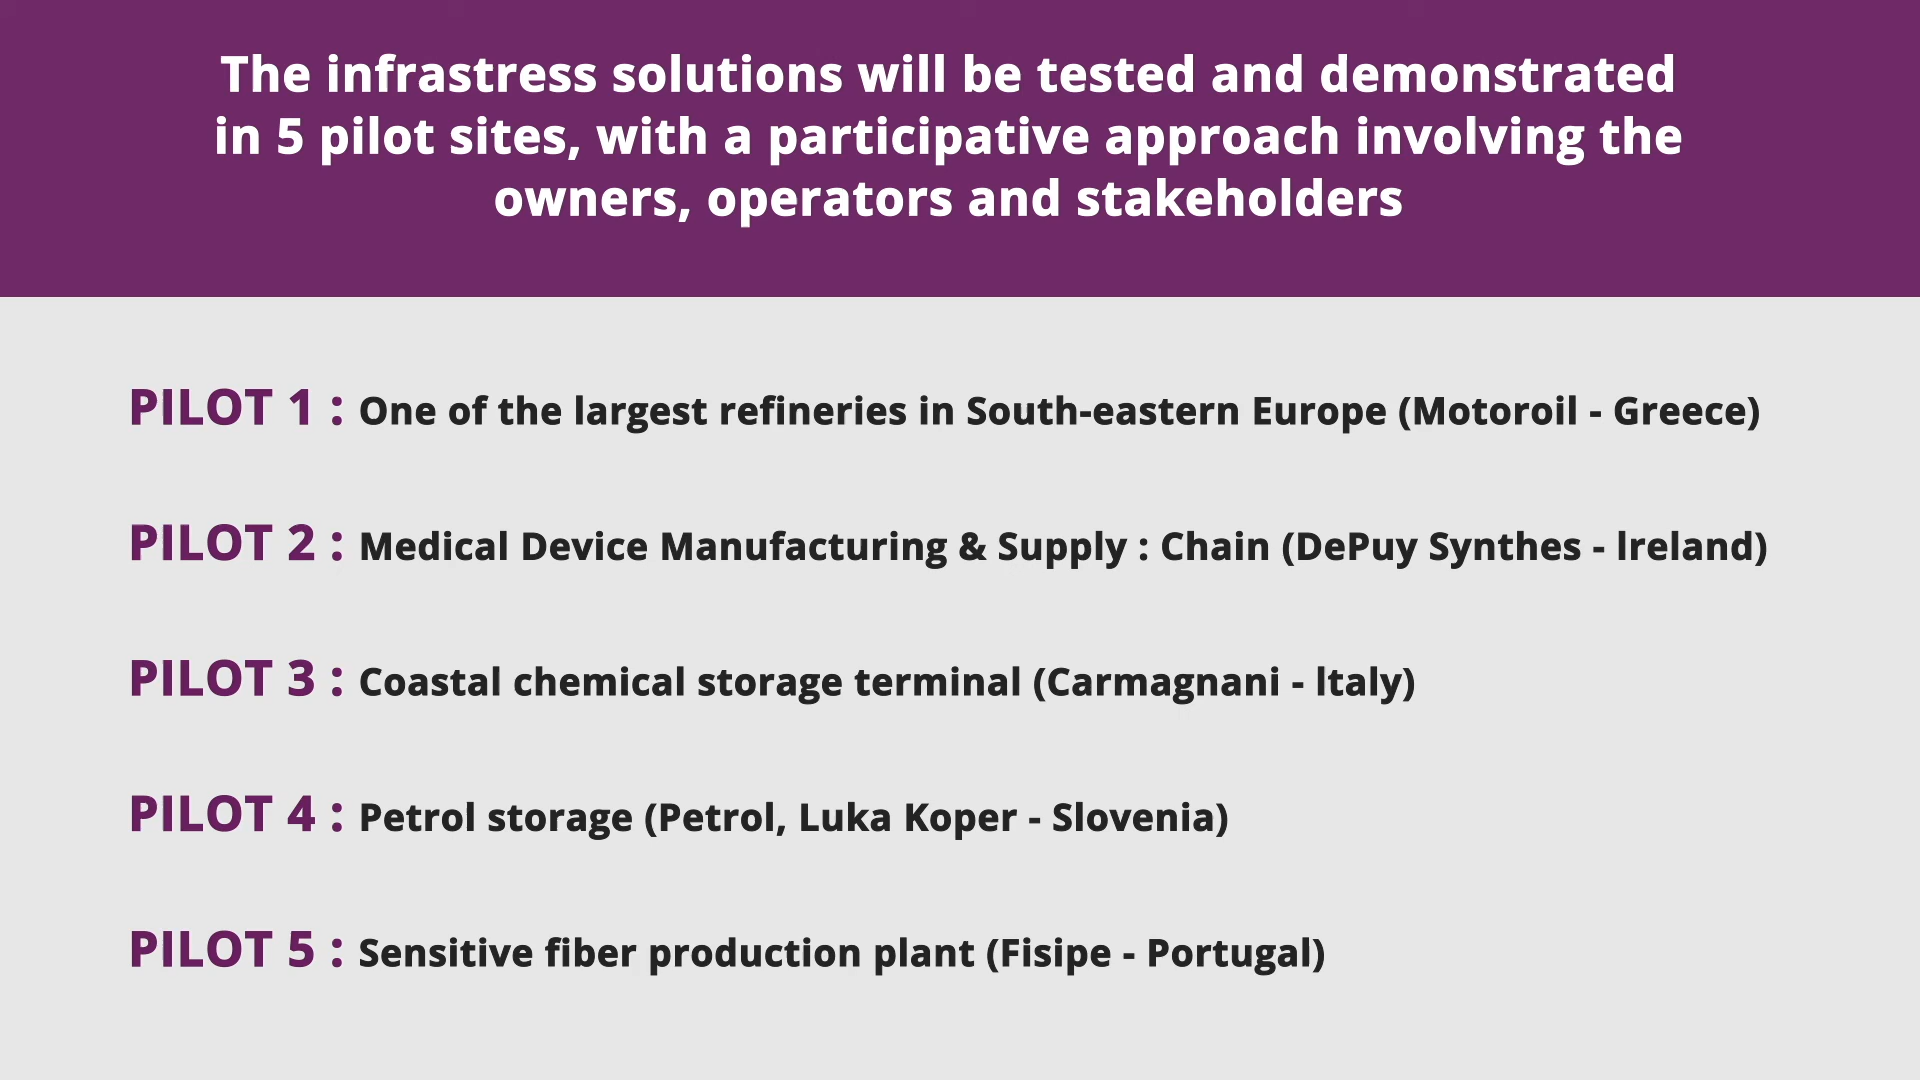 The infrastress solutions will be tested and demonstrated
in 5 pilot sites, with a participative approach involving the
owners, operators and stakeholders
PILOT 1 : One of the largest refineries in South-eastern Europe (Motoroil - Greece)
PILOT 2 : Medical Device Manufacturing & Supply : Chain (DePuy Synthes - Ireland)
PILOT 3 : Coastal chemical storage terminal (Carmagnani - Italy)
PILOT 4 : Petrol storage (Petrol, Luka Koper - Slovenia)
PILOT 5 : Sensitive fiber production plant (Fisipe - Portugal)